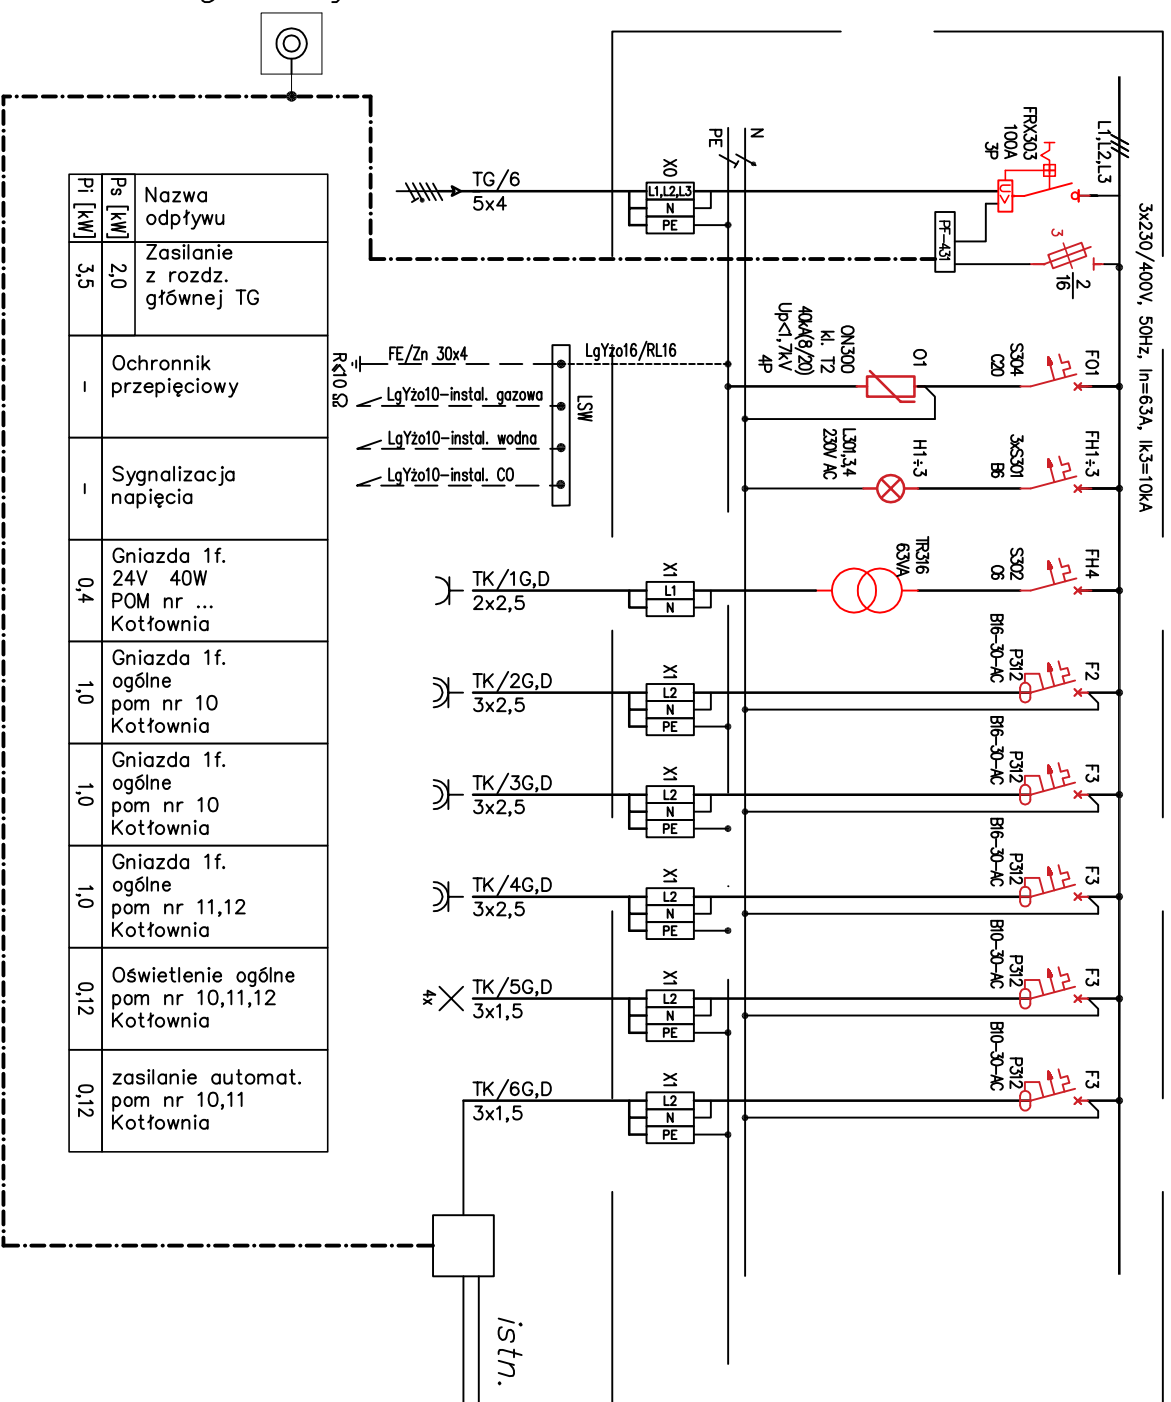 L1,L2,L3
3x230/400V, 50Hz, In=63A, Ik3=10kA
FRX303
100A
3P
U>
PF-431
3
2
16
N
PE
X0
L1,L2,L3
N
PE
TG/6
5x4
FO1
S304
C20
O1
ON300
kl. T2
40kA(8/20)
Up<1,7kV
4P
LgYżo16/RL16
FE/Zn 30x4
R<10 Ω
LgYżo10-instal. gazowa
LgYżo10-instal. wodna
LgYżo10-instal. CO
LSW
FH1÷3
3xS301
B6
H1÷3
L301,3,4
230V AC
FH4
S302
C6
TR316
63VA
X1
L1
N
TK/1G,D
2x2,5
F2
P312
B16-30-AC
X1
L2
N
PE
TK/2G,D
3x2,5
F3
P312
B16-30-AC
X1
L2
N
PE
TK/3G,D
3x2,5
F3
P312
B16-30-AC
X1
L2
N
PE
TK/4G,D
3x2,5
F3
P312
B10-30-AC
X1
L2
N
PE
TK/5G,D
3x1,5
4x
F3
P312
B10-30-AC
X1
L2
N
PE
TK/6G,D
3x1,5
istn.
Nazwa
odpływu
Ps [kW]
Pi [kW]
Zasilanie
z rozdz.
głównej TG
2,0
3,5
Ochronnik
przepięciowy
-
Sygnalizacja
napięcia
-
Gniazda 1f.
24V 40W
POM nr ...
Kotłownia
0,4
Gniazda 1f.
ogólne
pom nr 10
Kotłownia
1,0
Gniazda 1f.
ogólne
pom nr 10
Kotłownia
1,0
Gniazda 1f.
ogólne
pom nr 11,12
Kotłownia
1,0
Oświetlenie ogólne
pom nr 10,11,12
Kotłownia
0,12
zasilanie automat.
pom nr 10,11
Kotłownia
0,12